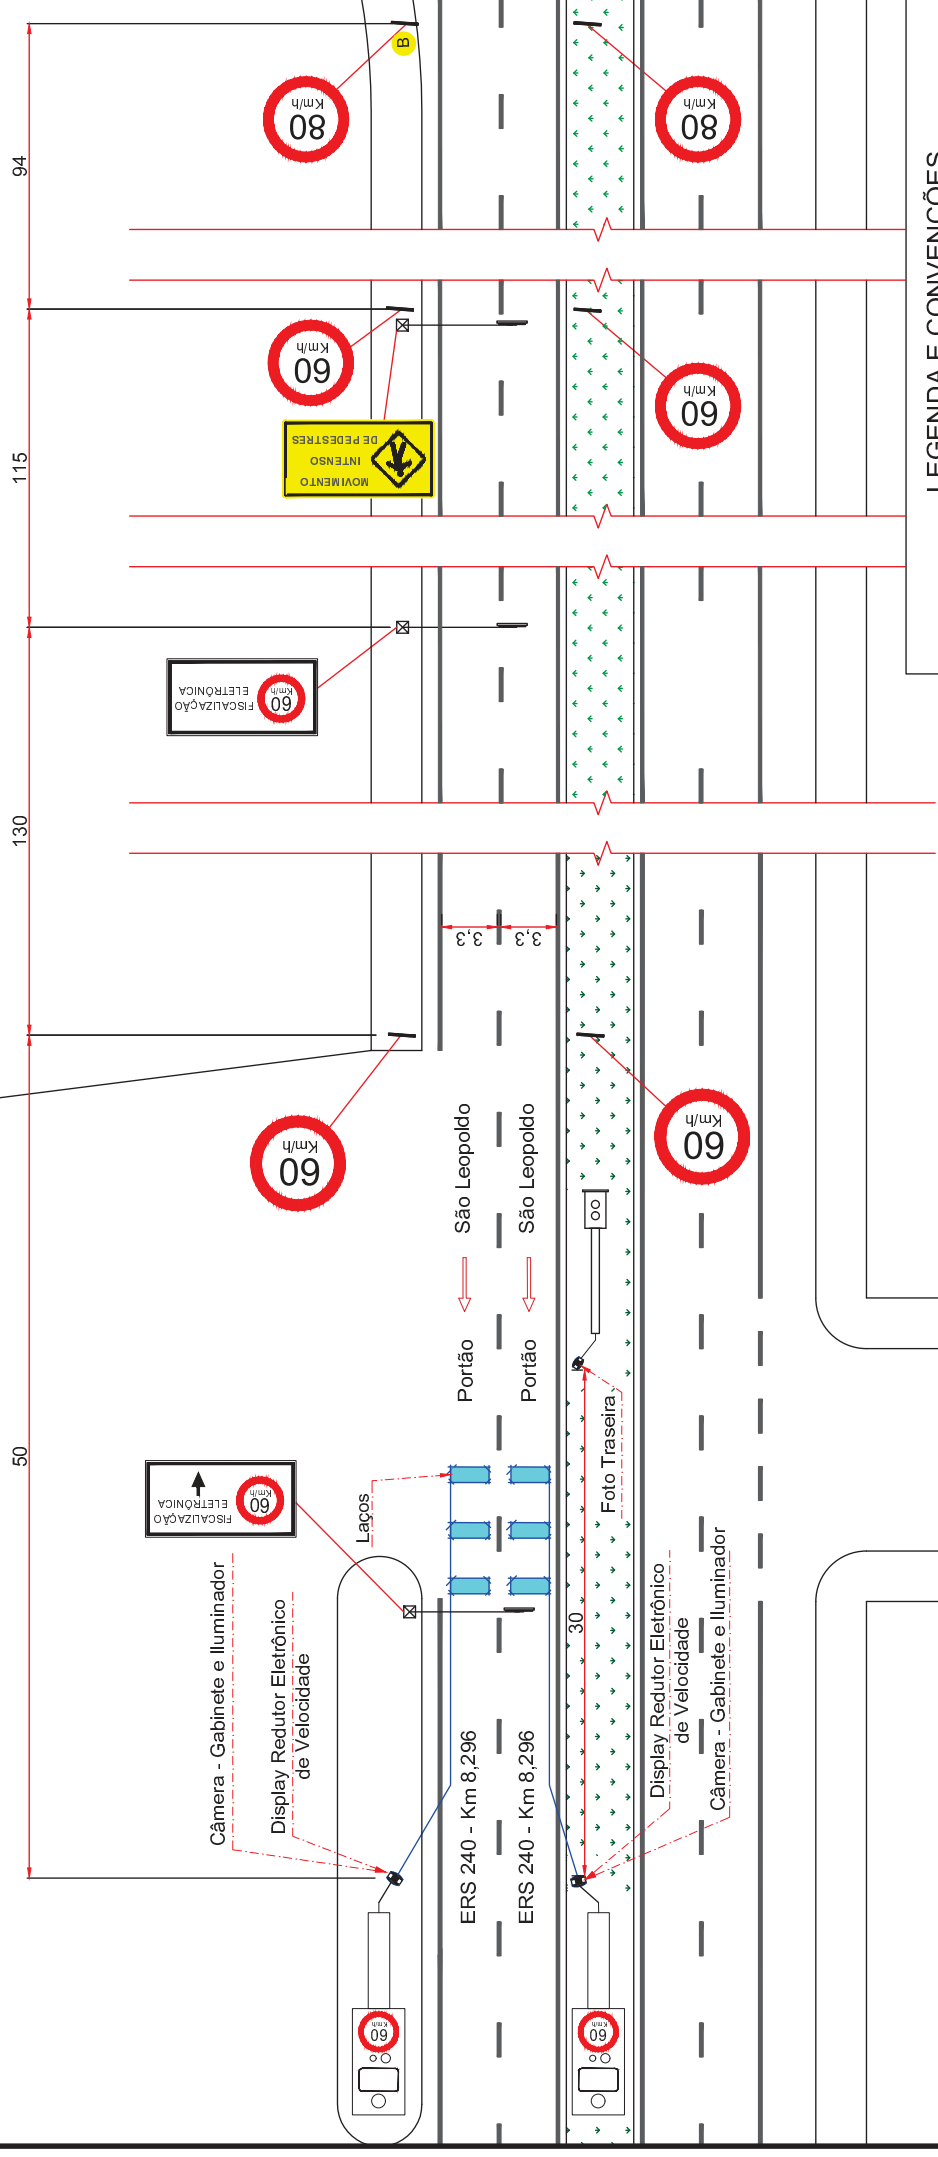 94
B
80
Km/h
80
Km/h
60
Km/h
60
Km/h
MOVIMENTO
INTENSO
DE PEDESTRES
115
LEGENDA E CONVENÇÕES
FISCALIZAÇÃO
ELETRÔNICA
60
Km/h
130
3,3
3,3
60
Km/h
60
Km/h
São Leopoldo
São Leopoldo
Portão
Portão
50
FISCALIZAÇÃO
ELETRÔNICA
60
Km/h
Laços
Foto Traseira
30
Câmera - Gabinete e Iluminador
Display Redutor Eletrônico
de Velocidade
ERS 240 - Km 8,296
ERS 240 - Km 8,296
Display Redutor Eletrônico
de Velocidade
Câmera - Gabinete e Iluminador
60
Km/h
60
Km/h